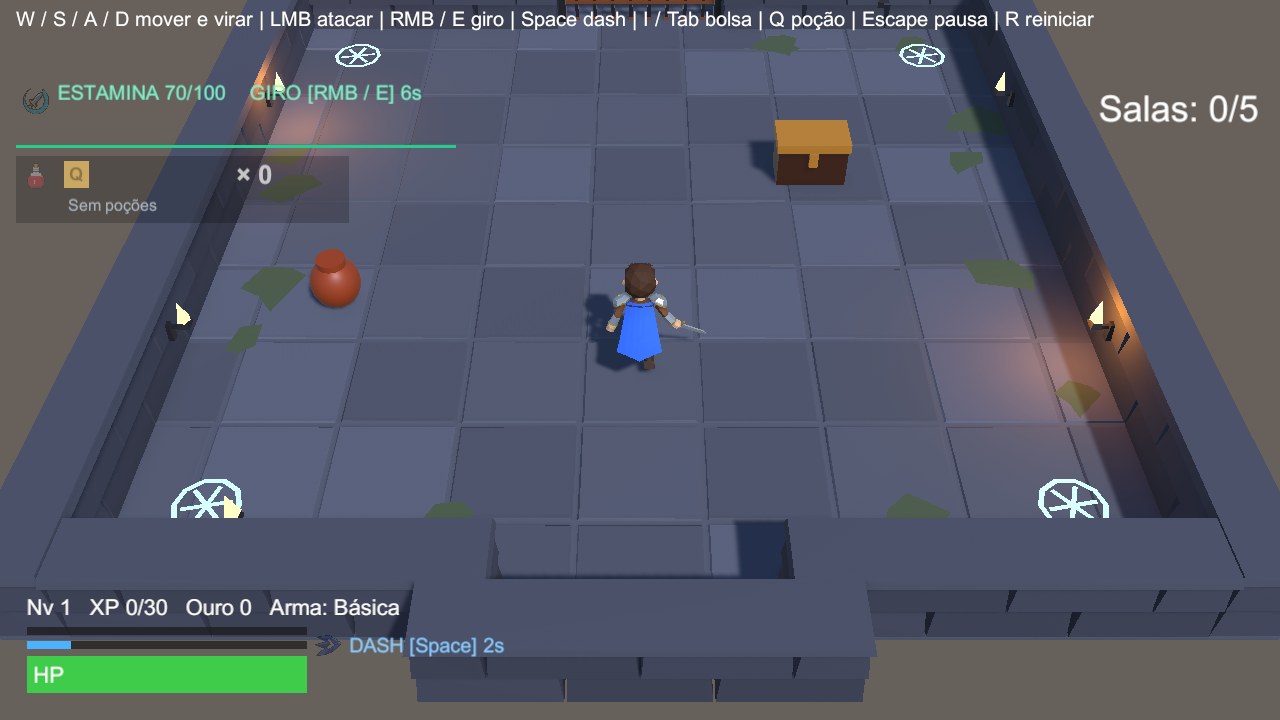 W / S / A / D mover e virar | LMB atacar | RMB / E giro | Space dash | I / Tab bolsa | Q poção | Escape pausa | R reiniciar
ESTAMINA 70/100 GIRO [RMB / E] 6s
Salas: 0/5
Q × 0
Sem poções
Nv 1 XP 0/30 Ouro 0 Arma: Básica
DASH [Space] 2s
HP